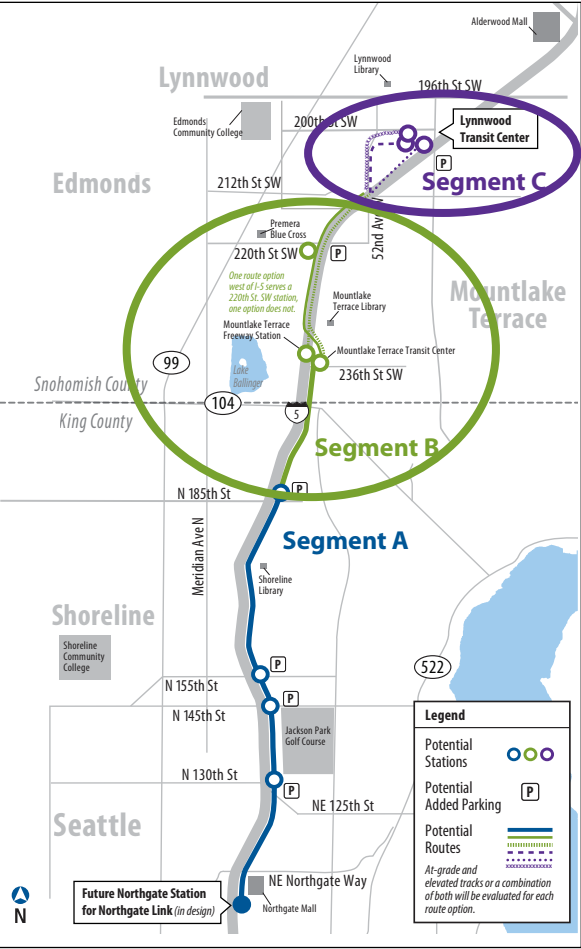 Alderwood Mall
Lynnwood
Library
Lynnwood
196th St SW
Edmonds
Community College
200th St SW
Lynnwood
Transit Center
P
Segment C
Edmonds
212th St SW
52nd Ave W
Premera
Blue Cross
220th St SW
P
One route option
west of I-5 serves a
220th St. SW station,
one option does not.
Mountlake
Terrace Library
Mountlake
Terrace
Mountlake Terrace
Freeway Station
Mountlake Terrace Transit Center
236th St SW
99
Lake
Ballinger
Snohomish County
104
King County
5
Segment B
P
N 185th St
Segment A
Meridian Ave N
Shoreline
Library
Shoreline
Shoreline
Community
College
522
P
N 155th St
P
N 145th St
Jackson Park
Golf Course
N 130th St
P
NE 125th St
Seattle
Legend
Potential
Stations
Potential
Added Parking
P
Potential
Routes
At-grade and
elevated tracks or a combination
of both will be evaluated for each
route option.
NE Northgate Way
Future Northgate Station
for Northgate Link (in design)
Northgate Mall
N